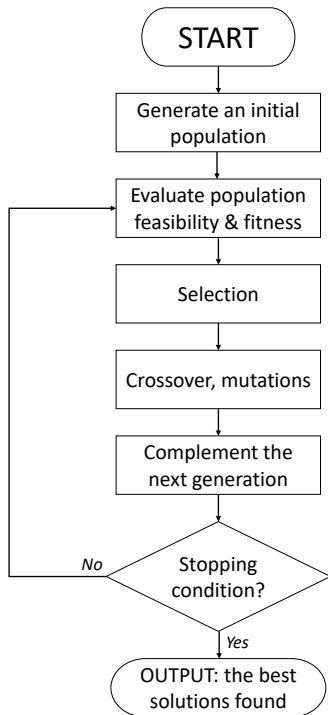 START
Generate an initial
population
Evaluate population
feasibility & fitness
Selection
Crossover, mutations
Complement the
next generation
Stopping
condition?
No
Yes
OUTPUT: the best
solutions found